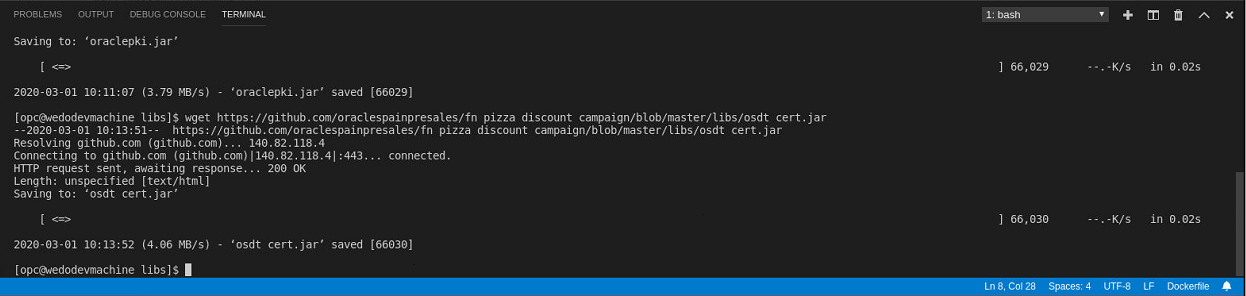 PROBLEMS OUTPUT DEBUG CONSOLE TERMINAL 1: bash
Saving to: ‘oraclepki.jar’
[ <=> ] 66,029 --.-K/s in 0.02s
2020-03-01 10:11:07 (3.79 MB/s) - ‘oraclepki.jar’ saved [66029]
[opc@wedodevmachine libs]$ wget https://github.com/oraclespainpresales/fn pizza discount campaign/blob/master/libs/osdt cert.jar
--2020-03-01 10:13:51-- https://github.com/oraclespainpresales/fn pizza discount campaign/blob/master/libs/osdt cert.jar
Resolving github.com (github.com)... 140.82.118.4
Connecting to github.com (github.com)|140.82.118.4|:443... connected.
HTTP request sent, awaiting response... 200 OK
Length: unspecified [text/html]
Saving to: ‘osdt cert.jar’
[ <=> ] 66,030 --.-K/s in 0.02s
2020-03-01 10:13:52 (4.06 MB/s) - ‘osdt cert.jar’ saved [66030]
[opc@wedodevmachine libs]$
Ln 8, Col 28 Spaces: 4 UTF-8 LF Dockerfile